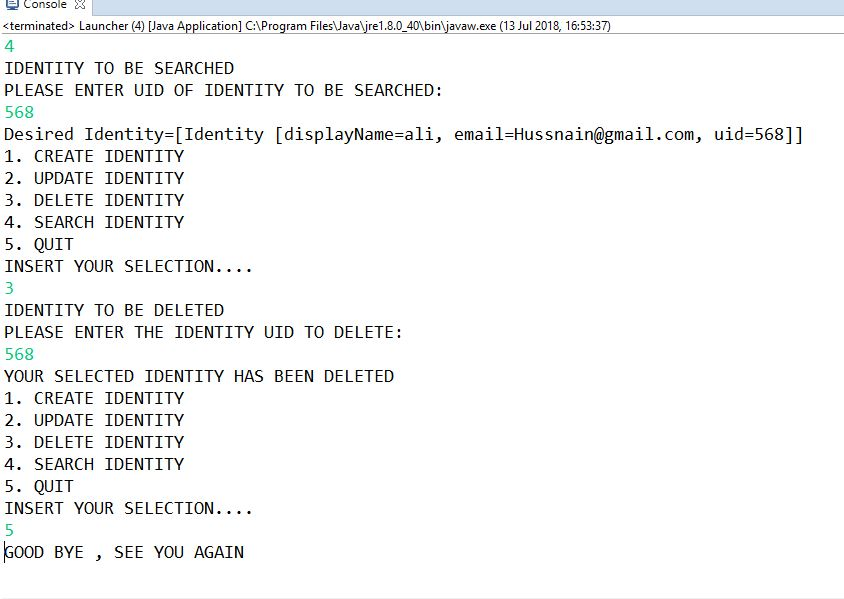 Console
<terminated> Launcher (4) [Java Application] C:\Program Files\Java\jre1.8.0_40\bin\javaw.exe (13 Jul 2018, 16:53:37)
4
IDENTITY TO BE SEARCHED
PLEASE ENTER UID OF IDENTITY TO BE SEARCHED:
568
Desired Identity=[Identity [displayName=ali, email=Hussnain@gmail.com, uid=568]]
1. CREATE IDENTITY
2. UPDATE IDENTITY
3. DELETE IDENTITY
4. SEARCH IDENTITY
5. QUIT
INSERT YOUR SELECTION....
3
IDENTITY TO BE DELETED
PLEASE ENTER THE IDENTITY UID TO DELETE:
568
YOUR SELECTED IDENTITY HAS BEEN DELETED
1. CREATE IDENTITY
2. UPDATE IDENTITY
3. DELETE IDENTITY
4. SEARCH IDENTITY
5. QUIT
INSERT YOUR SELECTION....
5
GOOD BYE , SEE YOU AGAIN